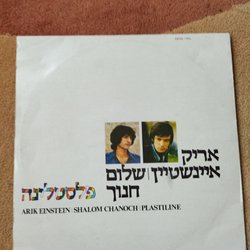 אריק
איינשטיין | שלום
חנוך
פלסטלינה
ARIK EINSTEIN | SHALOM CHANOCH | PLASTILINE